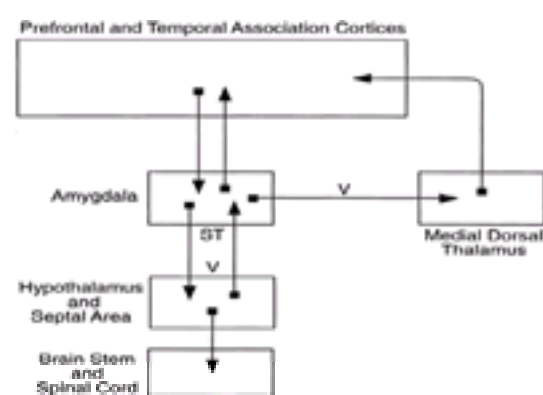 Prefrontal and Temporal Association Cortices
V
Amygdala
ST
Medial Dorsal
Thalamus
V
Hypothalamus
and
Septal Area
Brain Stem
and
Spinal Cord